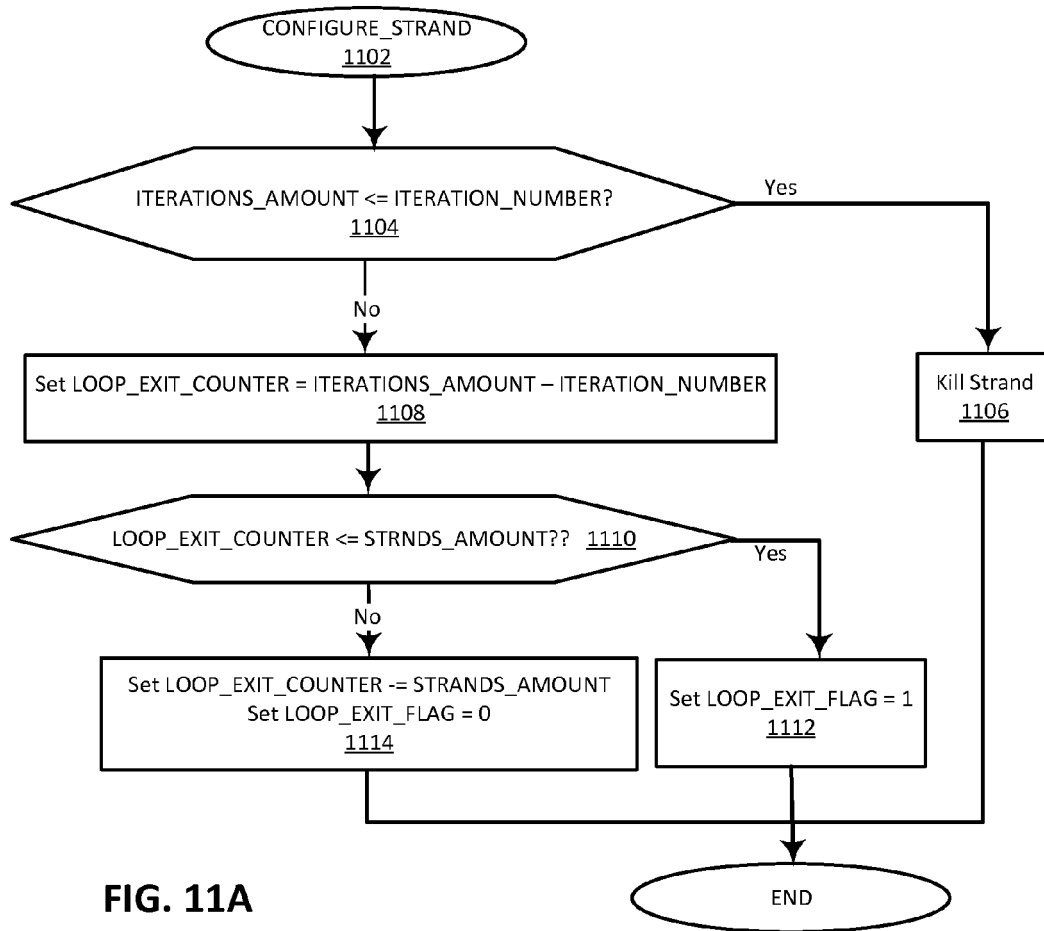 CONFIGURE_STRAND
1102
ITERATIONS_AMOUNT <= ITERATION_NUMBER?
1104
Yes
No
Set LOOP_EXIT_COUNTER = ITERATIONS_AMOUNT – ITERATION_NUMBER
1108
Kill Strand
1106
LOOP_EXIT_COUNTER <= STRNDS_AMOUNT?? 1110
Yes
No
Set LOOP_EXIT_COUNTER -= STRANDS_AMOUNT
Set LOOP_EXIT_FLAG = 0
1114
Set LOOP_EXIT_FLAG = 1
1112
END
FIG. 11A